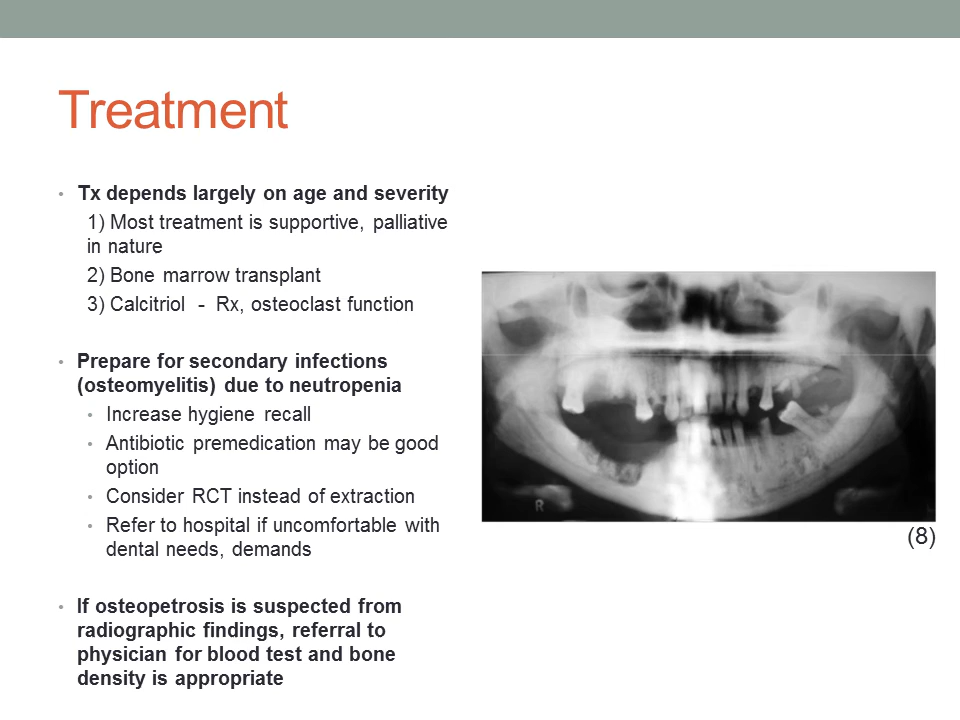 Treatment
• Tx depends largely on age and severity
1) Most treatment is supportive, palliative
in nature
2) Bone marrow transplant
3) Calcitriol - Rx, osteoclast function
• Prepare for secondary infections
(osteomyelitis) due to neutropenia
• Increase hygiene recall
• Antibiotic premedication may be good
option
• Consider RCT instead of extraction
• Refer to hospital if uncomfortable with
dental needs, demands
• If osteopetrosis is suspected from
radiographic findings, referral to
physician for blood test and bone
density is appropriate
R
(8)